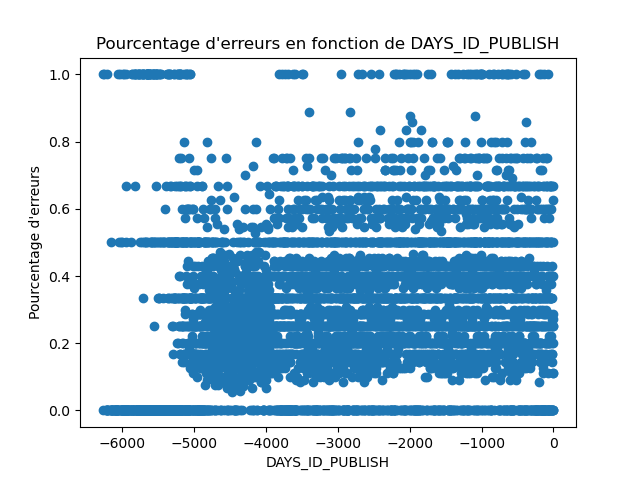 Pourcentage d'erreurs en fonction de DAYS_ID_PUBLISH
1.0
0.8
0.6
0.4
0.2
0.0
Pourcentage d'erreurs
−6000 −5000 −4000 −3000 −2000 −1000 0
DAYS_ID_PUBLISH